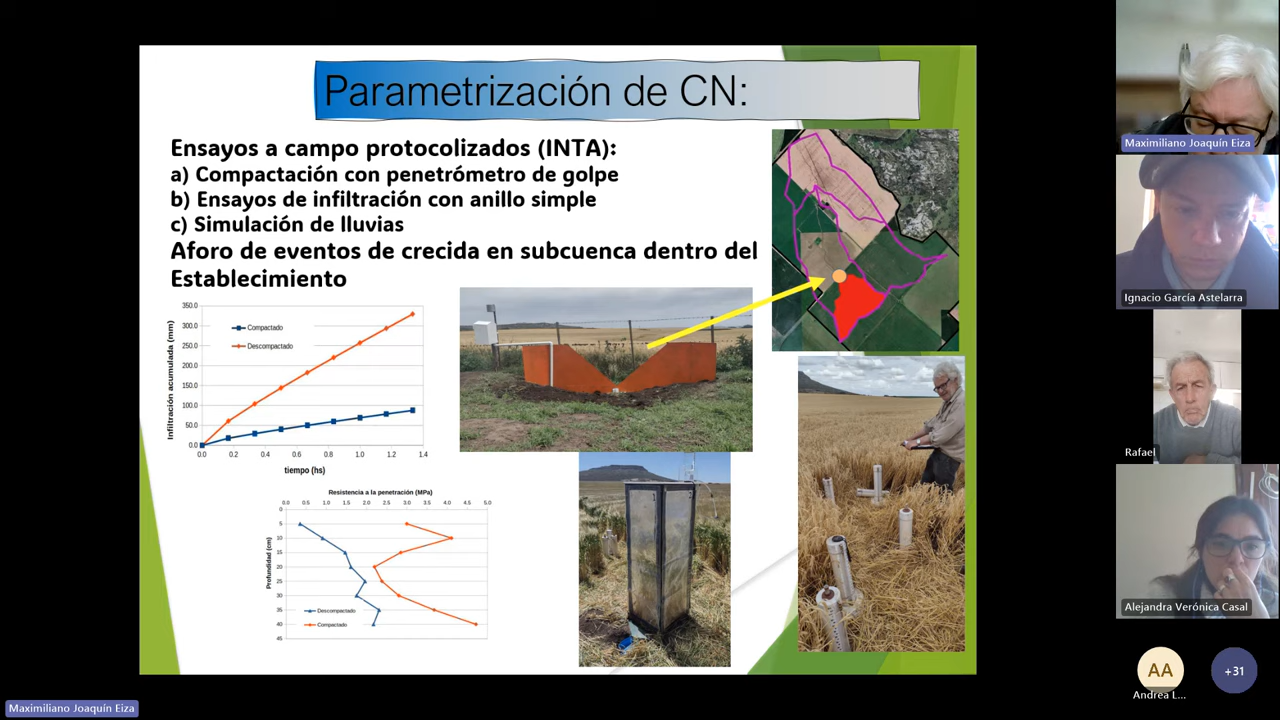 Parametrización de CN:
Ensayos a campo protocolizados (INTA):
a) Compactación con penetrómetro de golpe
b) Ensayos de infiltración con anillo simple
c) Simulación de lluvias
Aforo de eventos de crecida en subcuenca dentro del
Establecimiento
Infiltración acumulada (mm)
350.0
300.0
250.0
200.0
150.0
100.0
50.0
0.0
Compactado
Descompactado
0.0 0.2 0.4 0.6 0.8 1.0 1.2 1.4
tiempo (hs)
Resistencia a la penetración (MPa)
0.0 0.5 1.0 1.5 2.0 2.5 3.0 3.5 4.0 4.5 5.0
Profundidad (cm)
0
5
10
15
20
25
30
35
40
45
Descompactado
Compactado
Maximiliano Joaquín Eiza
Ignacio García Astelarra
Rafael
Alejandra Verónica Casal
AA
Andrea L...
+31
Maximiliano Joaquín Eiza